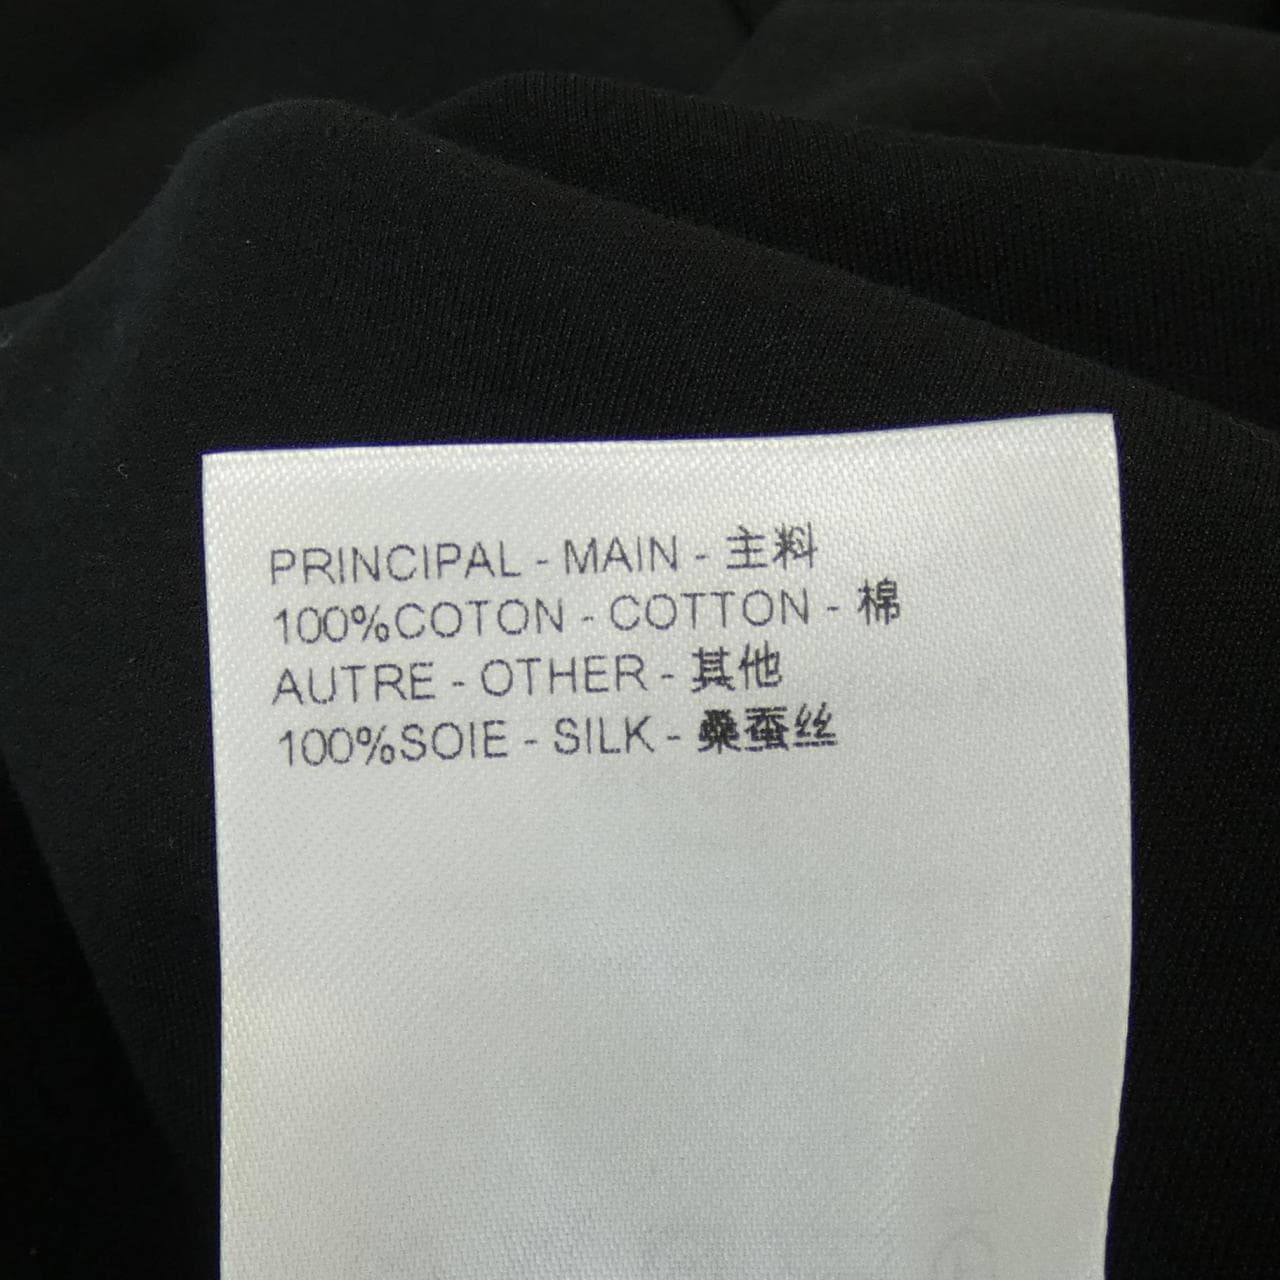 PRINCIPAL - MAIN - 主料
100%COTON - COTTON - 棉
AUTRE - OTHER - 其他
100%SOIE - SILK - 桑蚕丝